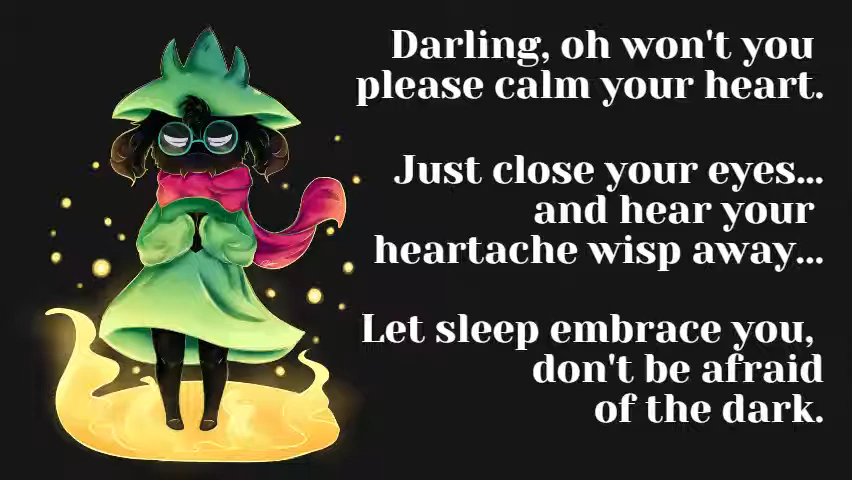 Darling, oh won't you
please calm your heart.
Just close your eyes...
and hear your
heartache wisp away...
Let sleep embrace you,
don't be afraid
of the dark.